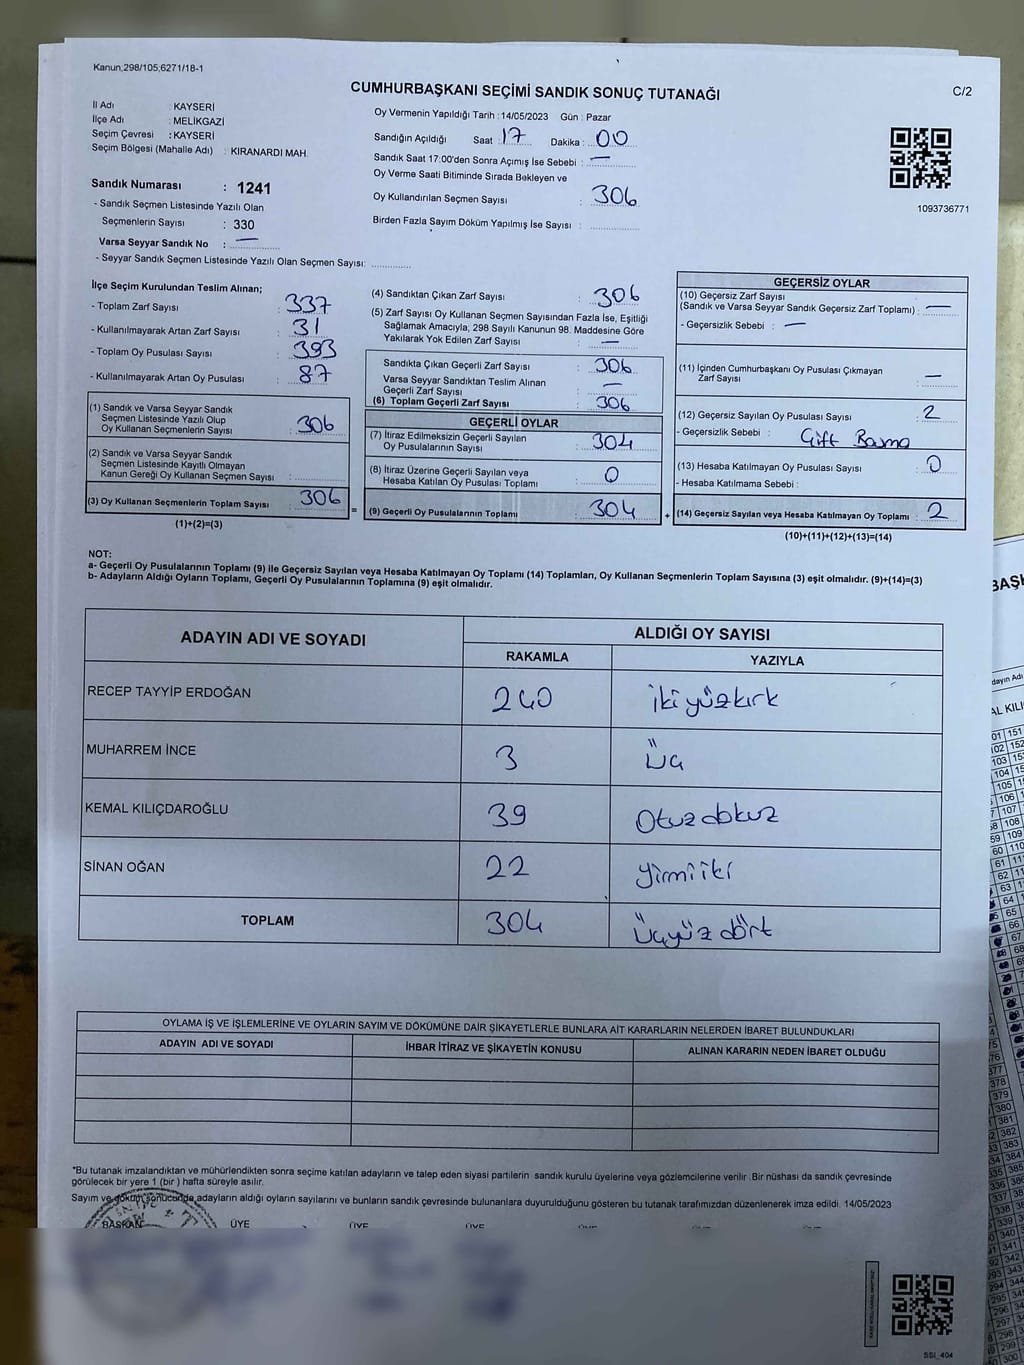 Kanun,298/105,6271/18-1
CUMHURBAŞKANI SEÇİMİ SANDIK SONUÇ TUTANAĞI
C/2
İl Adı : KAYSERİ
İlçe Adı : MELİKGAZİ
Seçim Çevresi : KAYSERİ
Seçim Bölgesi (Mahalle Adı) : KIRANARDI MAH.
Sandık Numarası : 1241
- Sandık Seçmen Listesinde Yazılı Olan
Seçmenlerin Sayısı : 330
Varsa Seyyar Sandık No : —
- Seyyar Sandık Seçmen Listesinde Yazılı Olan Seçmen Sayısı: ............
Oy Vermenin Yapıldığı Tarih : 14/05/2023 Gün : Pazar
Sandığın Açıldığı Saat : 17 Dakika : 00
Sandık Saat 17:00'den Sonra Açımış İse Sebebi : —
Oy Verme Saati Bitiminde Sırada Bekleyen ve
Oy Kullandırılan Seçmen Sayısı : 306
Birden Fazla Sayım Döküm Yapılmış İse Sayısı : ............
1093736771
İlçe Seçim Kurulundan Teslim Alınan;
- Toplam Zarf Sayısı : 337
- Kullanılmayarak Artan Zarf Sayısı : 31
- Toplam Oy Pusulası Sayısı : 393
- Kullanılmayarak Artan Oy Pusulası : 87
(1) Sandık ve Varsa Seyyar Sandık
Seçmen Listesinde Yazılı Olup
Oy Kullanan Seçmenlerin Sayısı : 306
(2) Sandık ve Varsa Seyyar Sandık
Seçmen Listesinde Kayıtlı Olmayan
Kanun Gereği Oy Kullanan Seçmen Sayısı : ............
(3) Oy Kullanan Seçmenlerin Toplam Sayısı : 306
(1)+(2)=(3)
(4) Sandıktan Çıkan Zarf Sayısı : 306
(5) Zarf Sayısı Oy Kullanan Seçmen Sayısından Fazla İse, Eşitliği
Sağlamak Amacıyla; 298 Sayılı Kanunun 98. Maddesine Göre
Yakılarak Yok Edilen Zarf Sayısı : —
Sandıkta Çıkan Geçerli Zarf Sayısı : 306
Varsa Seyyar Sandıktan Teslim Alınan
Geçerli Zarf Sayısı : —
(6) Toplam Geçerli Zarf Sayısı : 306
GEÇERLİ OYLAR
(7) İtiraz Edilmeksizin Geçerli Sayılan
Oy Pusulalarının Sayısı : 304
(8) İtiraz Üzerine Geçerli Sayılan veya
Hesaba Katılan Oy Pusulası Toplamı : 0
= (9) Geçerli Oy Pusulalarının Toplamı : 304 +
GEÇERSİZ OYLAR
(10) Geçersiz Zarf Sayısı
(Sandık ve Varsa Seyyar Sandık Geçersiz Zarf Toplamı) : —
- Geçersizlik Sebebi : —
(11) İçinden Cumhurbaşkanı Oy Pusulası Çıkmayan
Zarf Sayısı : —
(12) Geçersiz Sayılan Oy Pusulası Sayısı : 2
- Geçersizlik Sebebi : Çift Basma
(13) Hesaba Katılmayan Oy Pusulası Sayısı : 0
- Hesaba Katılmama Sebebi :
(14) Geçersiz Sayılan veya Hesaba Katılmayan Oy Toplamı : 2
(10)+(11)+(12)+(13)=(14)
NOT:
a- Geçerli Oy Pusulalarının Toplamı (9) ile Geçersiz Sayılan veya Hesaba Katılmayan Oy Toplamı (14) Toplamları, Oy Kullanan Seçmenlerin Toplam Sayısına (3) eşit olmalıdır. (9)+(14)=(3)
b- Adayların Aldığı Oyların Toplamı, Geçerli Oy Pusulalarının Toplamına (9) eşit olmalıdır.
ADAYIN ADI VE SOYADI ALDIĞI OY SAYISI
RAKAMLA YAZIYLA
RECEP TAYYİP ERDOĞAN 240 iki yüz kırk
MUHARREM İNCE 3 üç
KEMAL KILIÇDAROĞLU 39 Otuz dokuz
SİNAN OĞAN 22 yirmi iki
TOPLAM 304 üçyüz dört
OYLAMA İŞ VE İŞLEMLERİNE VE OYLARIN SAYIM VE DÖKÜMÜNE DAİR ŞİKAYETLERLE BUNLARA AİT KARARLARIN NELERDEN İBARET BULUNDUKLARI
ADAYIN ADI VE SOYADI İHBAR İTİRAZ VE ŞİKAYETİN KONUSU ALINAN KARARIN NEDEN İBARET OLDUĞU
*Bu tutanak imzalandıktan ve mühürlendikten sonra seçime katılan adayların ve talep eden siyasi partilerin sandık kurulu üyelerine veya gözlemcilerine verilir. Bir nüshası da sandık çevresinde
görülecek bir yere 1 (bir) hafta süreyle asılır.
Sayım ve döküm sonucunda adayların aldığı oyların sayılarını ve bunların sandık çevresinde bulunanlara duyurulduğunu gösteren bu tutanak tarafımızdan düzenlenerek imza edildi. 14/05/2023
BAŞKAN ÜYE ÜYE ÜYE ÜYE ÜYE ÜYE
SSI_404